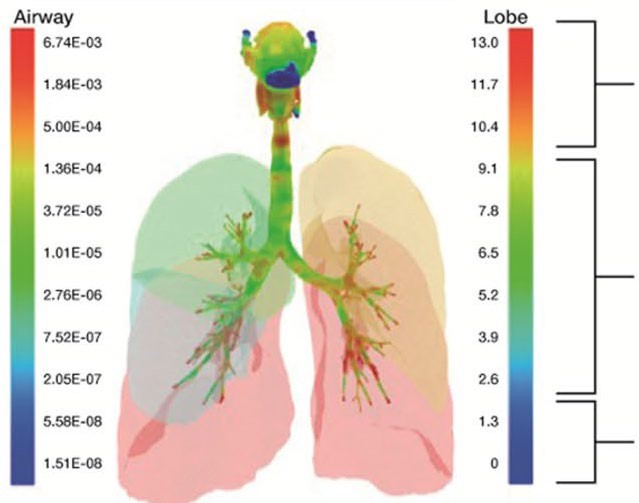 Airway
6.74E-03
1.84E-03
5.00E-04
1.36E-04
3.72E-05
1.01E-05
2.76E-06
7.52E-07
2.05E-07
5.58E-08
1.51E-08
Lobe
13.0
11.7
10.4
9.1
7.8
6.5
5.2
3.9
2.6
1.3
0